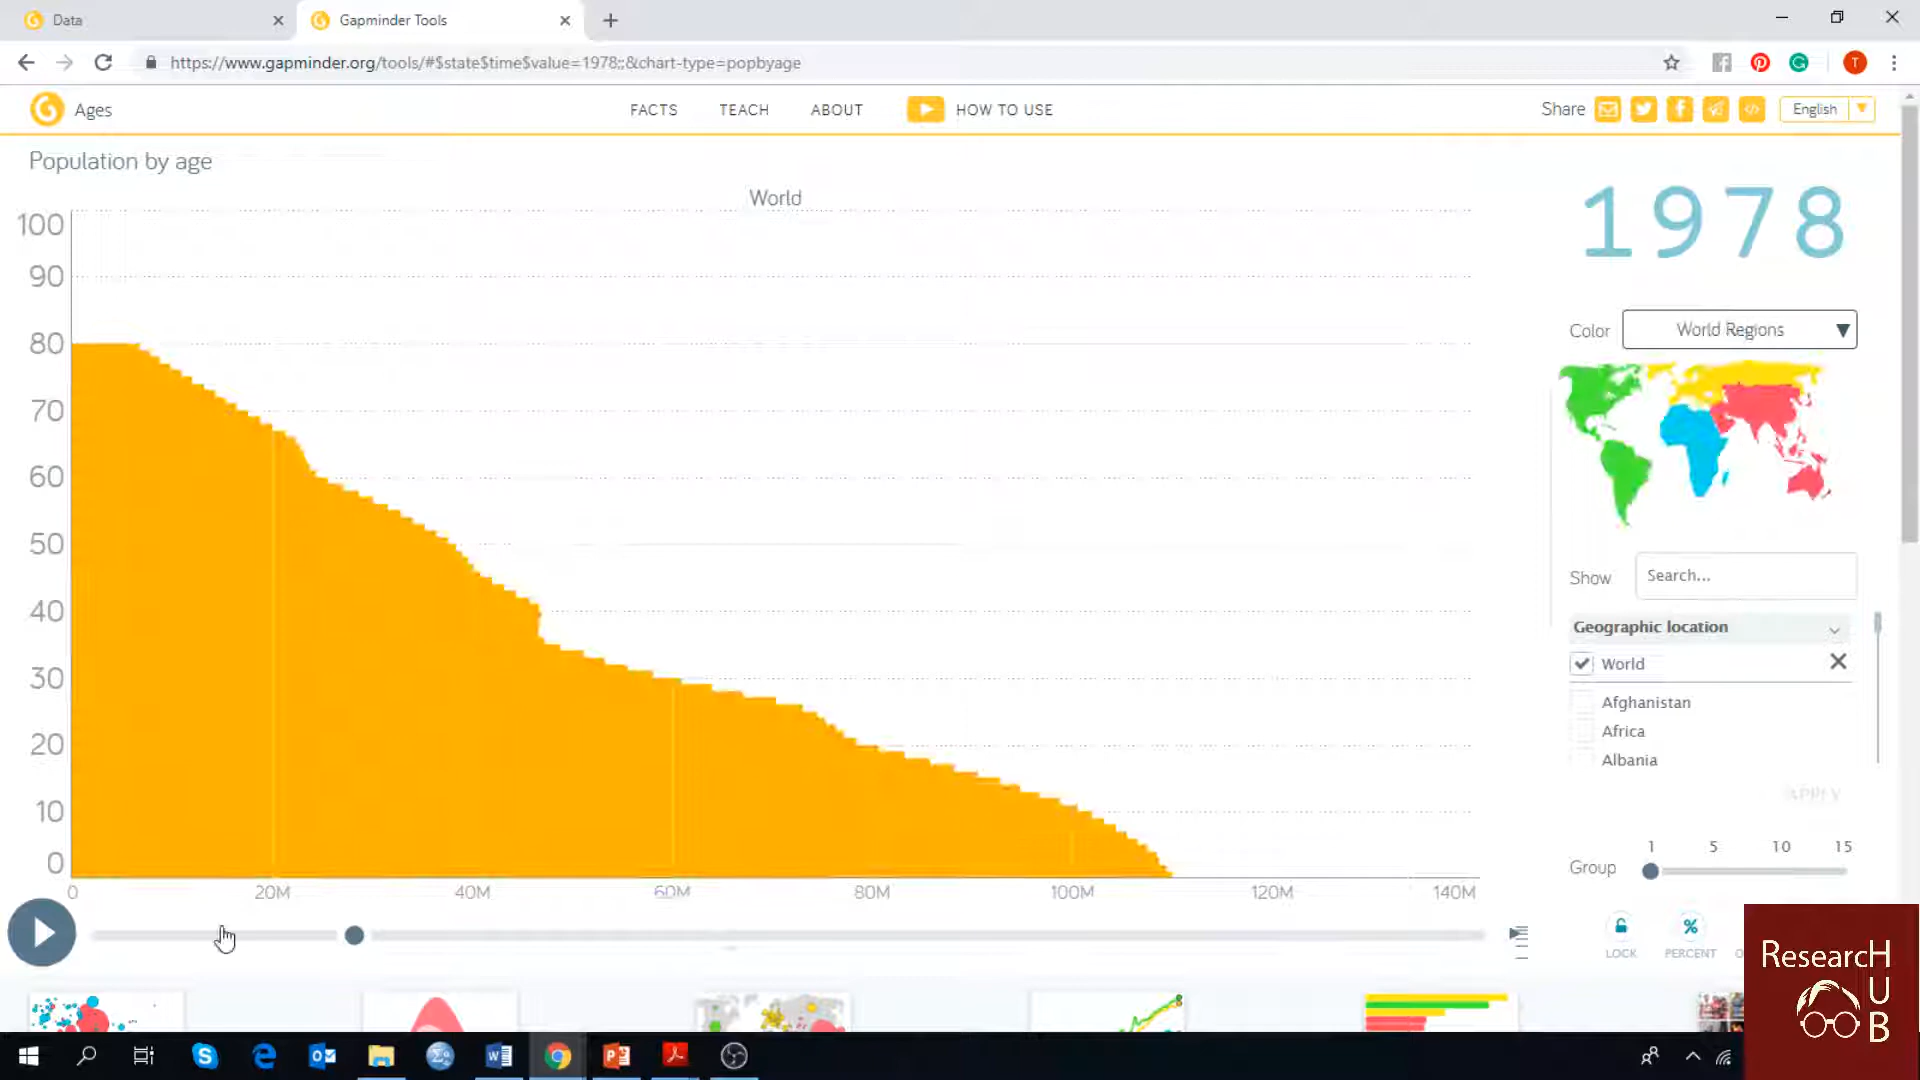 Data
Gapminder Tools
https://www.gapminder.org/tools/#$state$time$value=1978;;&chart-type=popbyage
Ages
FACTS TEACH ABOUT HOW TO USE
Share
English
Population by age
World
1978
100
90
80
70
60
50
40
30
20
10
0
0 20M 40M 60M 80M 100M 120M 140M
Color World Regions
Show Search...
Geographic location
World
Afghanistan
Africa
Albania
APPLY
1 5 10 15
Group
LOCK PERCENT
ResearcH
U
B